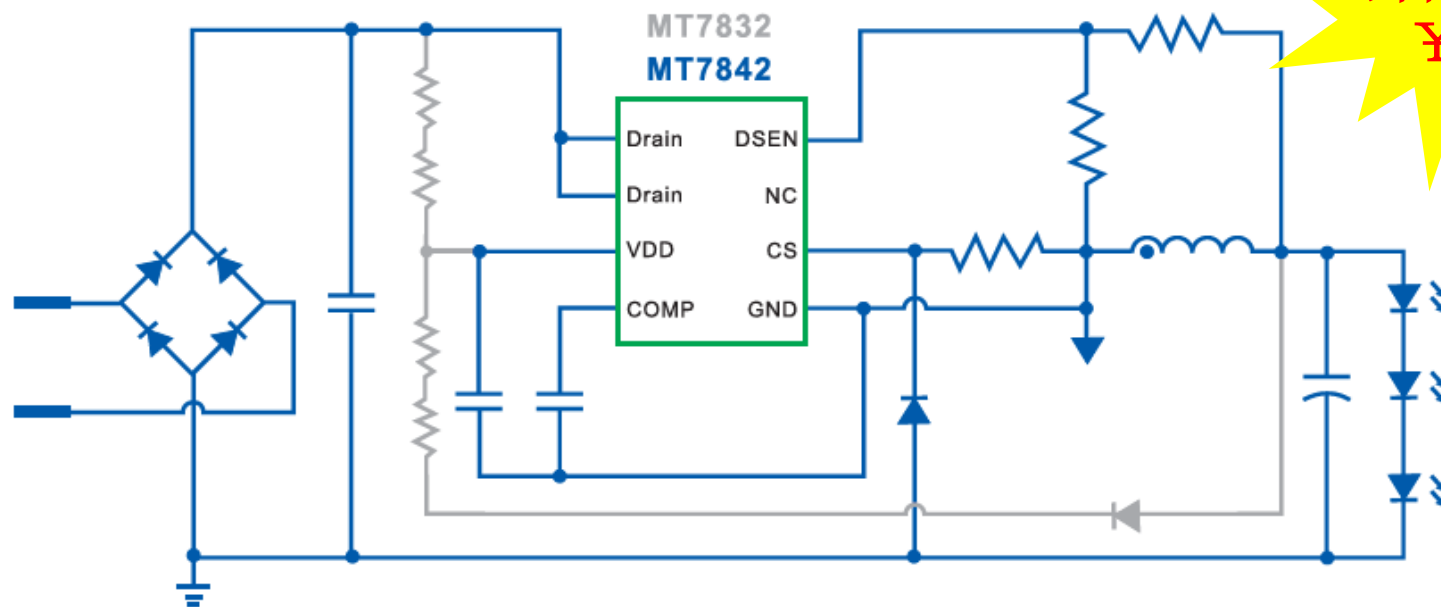 MT7832
MT7842
Drain DSEN
Drain NC
VDD CS
COMP GND